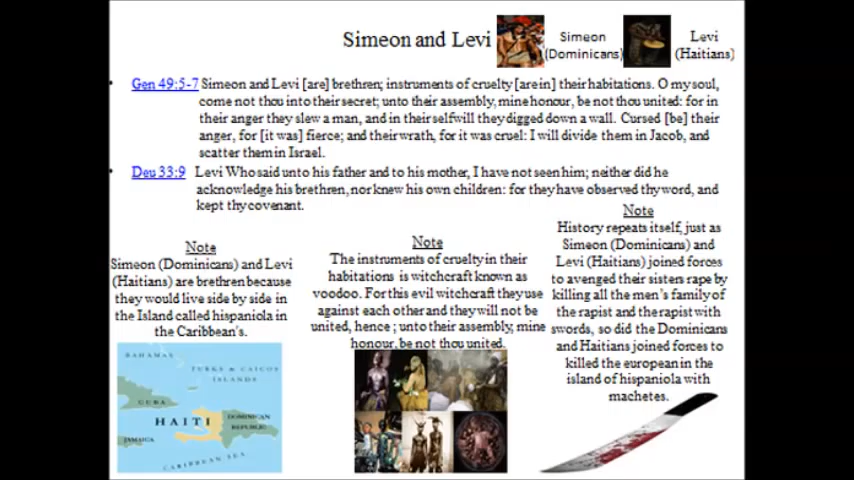 Simeon and Levi
Simeon
(Dominicans)
Levi
(Haitians)
Gen 49:5-7 Simeon and Levi [are] brethren; instruments of cruelty [are in] their habitations. O my soul,
come not thou into their secret; unto their assembly, mine honour, be not thou united: for in
their anger they slew a man, and in their selfwill they digged down a wall. Cursed [be] their
anger, for [it was] fierce; and their wrath, for it was cruel: I will divide them in Jacob, and
scatter them in Israel.
Deu 33:9 Levi Who said unto his father and to his mother, I have not seen him; neither did he
acknowledge his brethren, nor knew his own children: for they have observed thy word, and
kept thy covenant.
Note
Simeon (Dominicans) and Levi
(Haitians) are brethren because
they would live side by side in
the Island called hispaniola in
the Caribbean's.
Note
The instruments of cruelty in their
habitations is witchcraft known as
voodoo. For this evil witchcraft they use
against each other and they will not be
united, hence ; unto their assembly, mine
honour, be not thou united.
Note
History repeats itself, just as
Simeon (Dominicans) and
Levi (Haitians) joined forces
to avenged their sisters rape by
killing all the men's family of
the rapist and the rapist with
swords, so did the Dominicans
and Haitians joined forces to
killed the european in the
island of hispaniola with
machetes.
BAHAMAS
TURKS & CAICOS
ISLANDS
CUBA
HAITI
DOMINICAN
REPUBLIC
JAMAICA
CARIBBEAN SEA